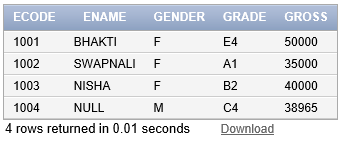 ECODE ENAME GENDER GRADE GROSS
1001 BHAKTI F E4 50000
1002 SWAPNALI F A1 35000
1003 NISHA F B2 40000
1004 NULL M C4 38965
4 rows returned in 0.01 seconds Download